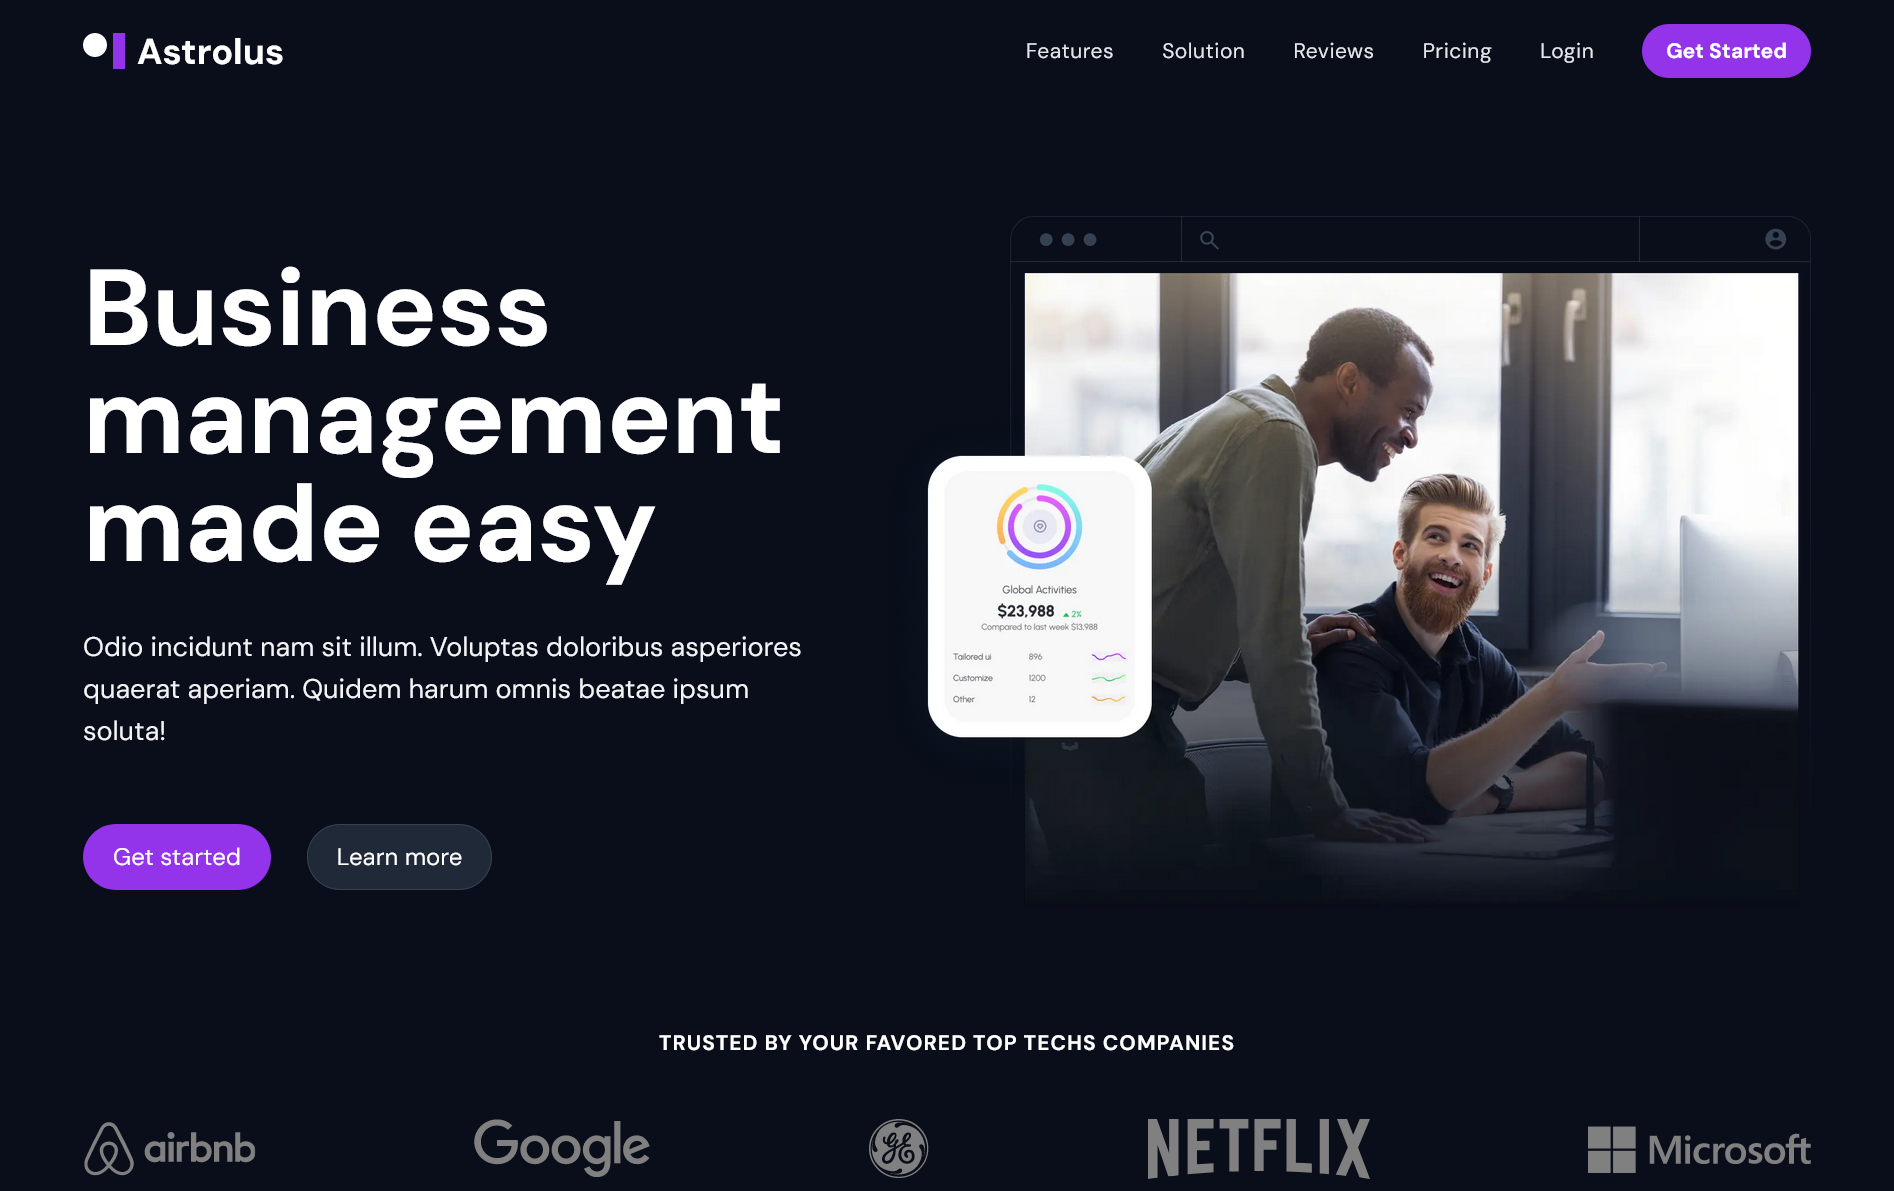 Astrolus
Features
Solution
Reviews
Pricing
Login
Get Started
Business
management
made easy
Odio incidunt nam sit illum. Voluptas doloribus asperiores
quaerat aperiam. Quidem harum omnis beatae ipsum
soluta!
Get started
Learn more
Global Activities
$23,988 2%
Compared to last week $13.988
Tailored ui 896
Customize 1200
Other 12
TRUSTED BY YOUR FAVORED TOP TECHS COMPANIES
airbnb
Google
GE
NETFLIX
Microsoft